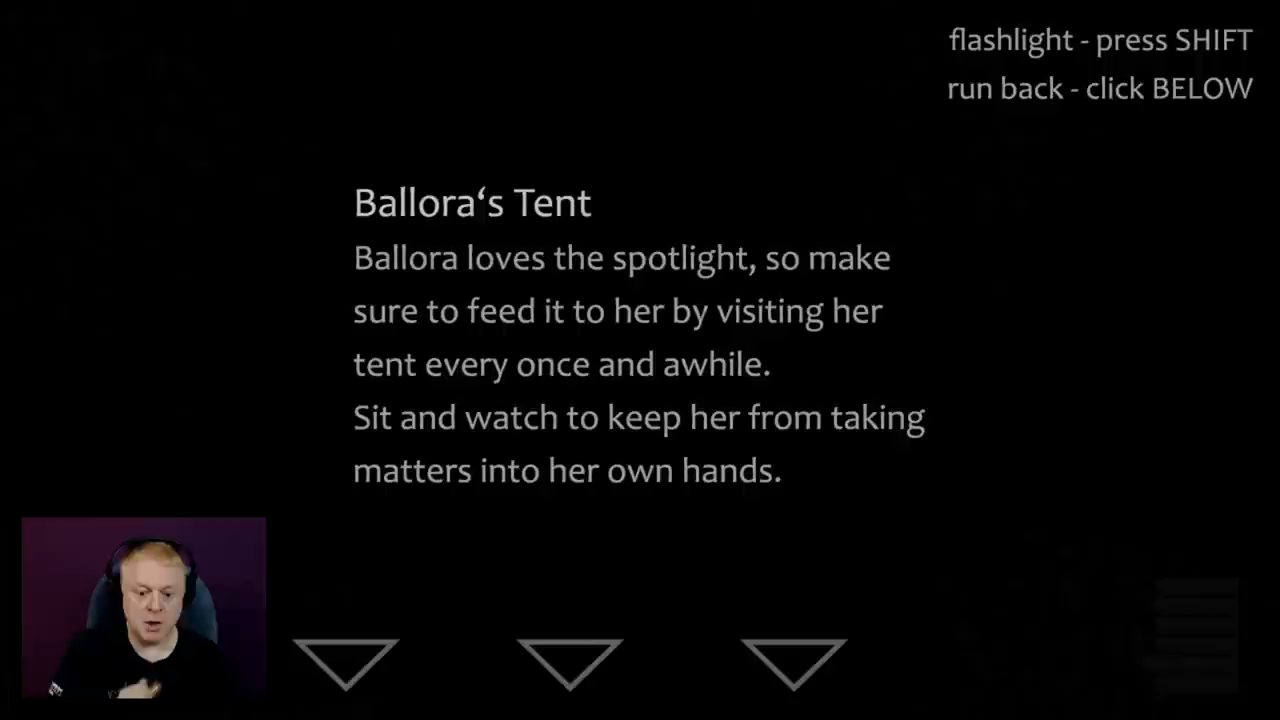 flashlight - press SHIFT
run back - click BELOW
Ballora‘s Tent
Ballora loves the spotlight, so make
sure to feed it to her by visiting her
tent every once and awhile.
Sit and watch to keep her from taking
matters into her own hands.